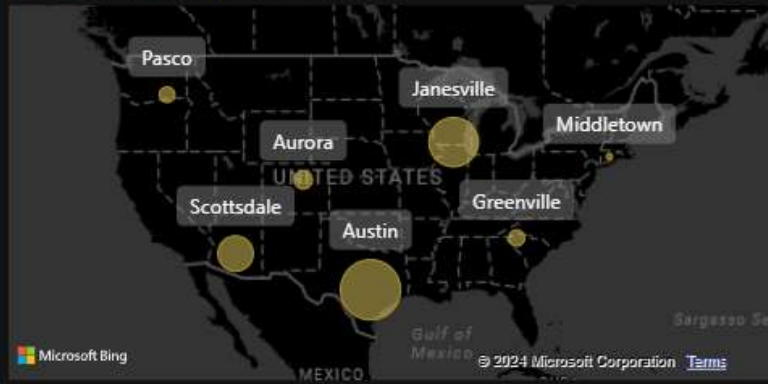 Pasco
Janesville
Middletown
Aurora
UNITED STATES
Scottsdale
Greenville
Austin
Sargasso Se
Gulf of
Mexico
Microsoft Bing
© 2024 Microsoft Corporation Terms
MEXICO